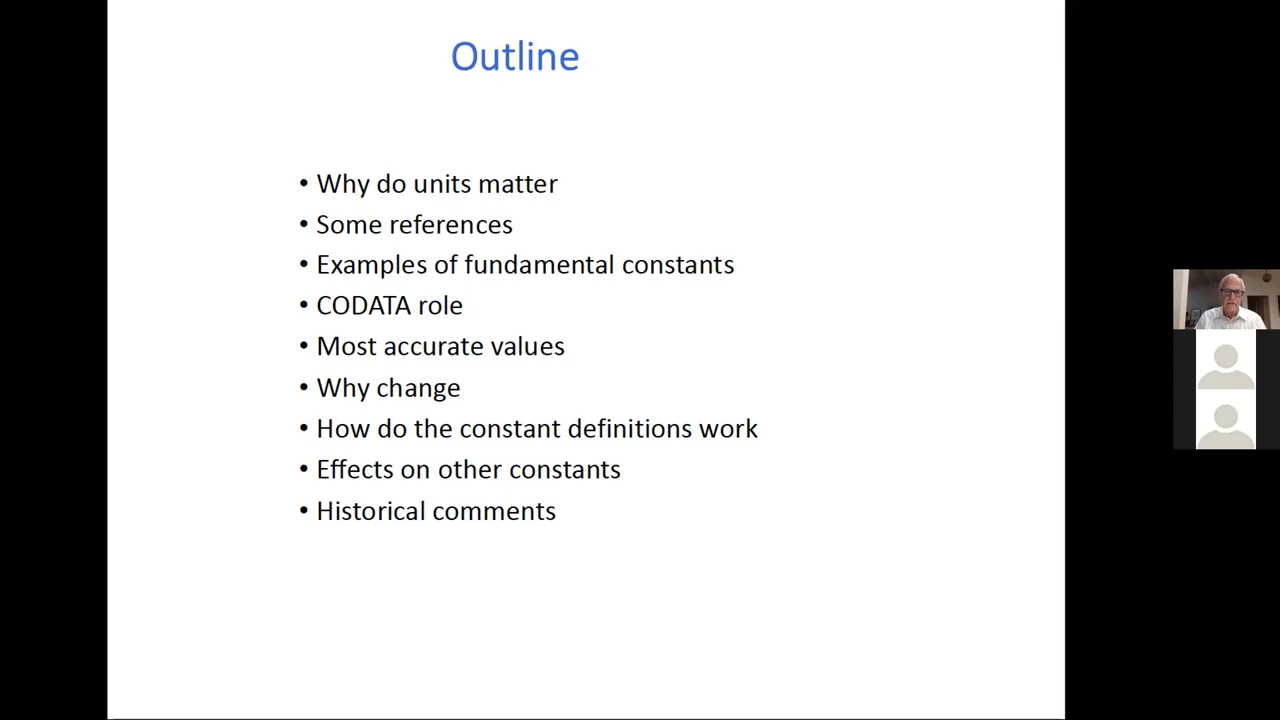 Outline
• Why do units matter
• Some references
• Examples of fundamental constants
• CODATA role
• Most accurate values
• Why change
• How do the constant definitions work
• Effects on other constants
• Historical comments